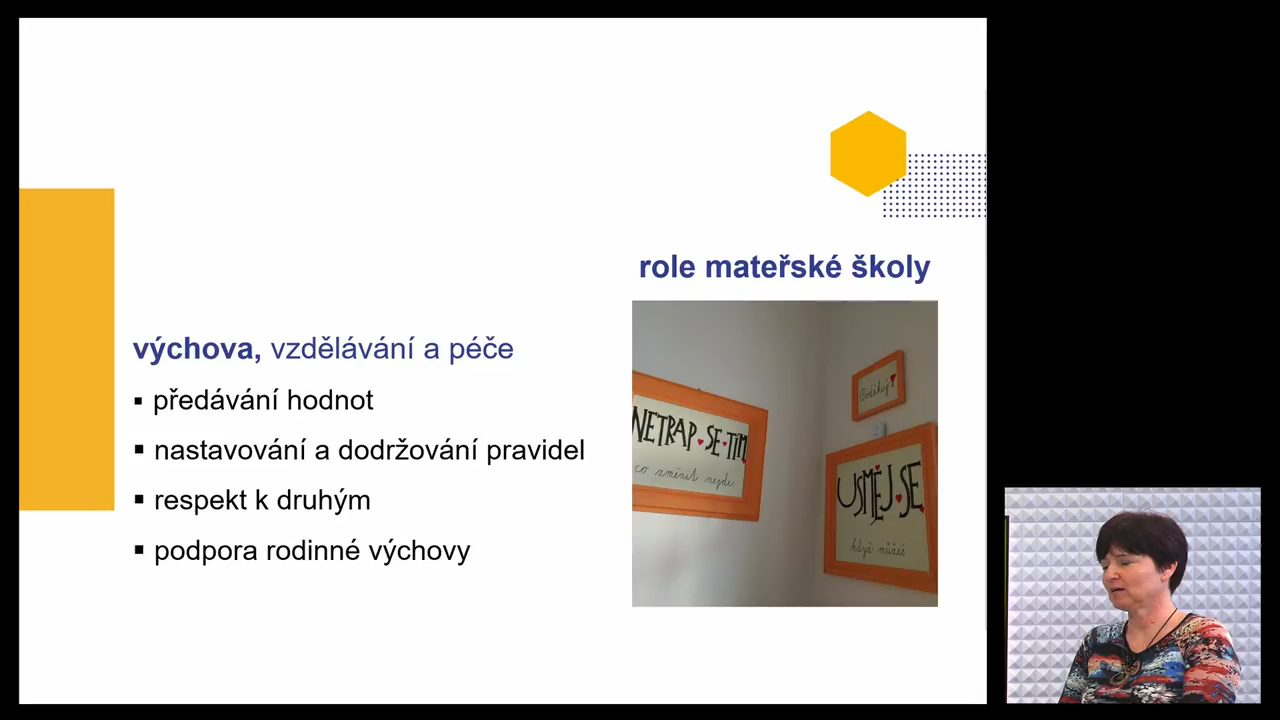 role mateřské školy
výchova, vzdělávání a péče
▪ předávání hodnot
▪ nastavování a dodržování pravidel
▪ respekt k druhým
▪ podpora rodinné výchovy
NETRAP SE TÍM
co změnit nejde
Poděkuj!
USMĚJ SE
když můžeš